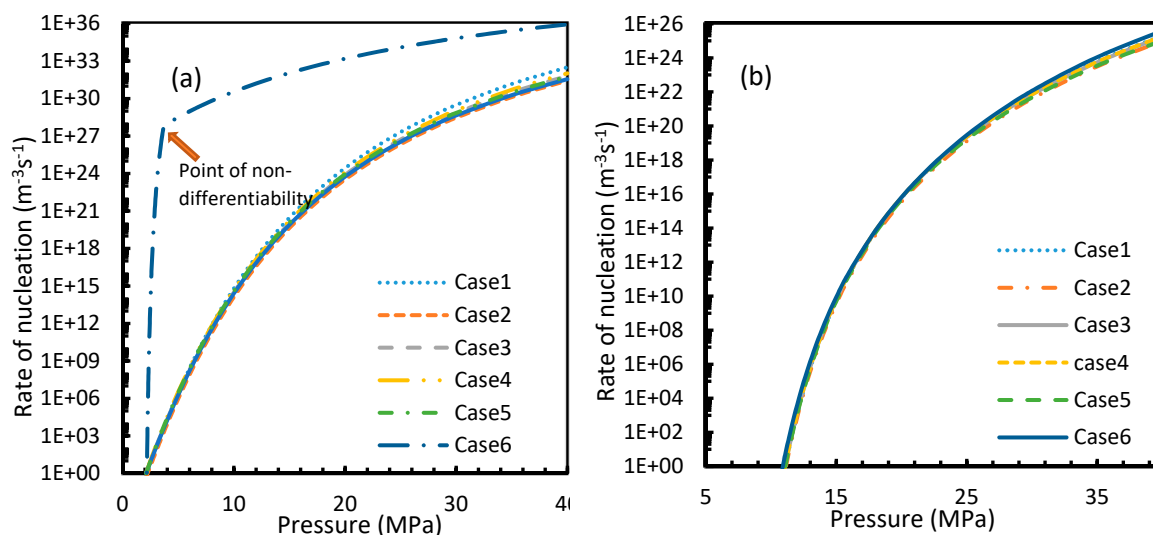 1E+36
1E+33
1E+30
1E+27
1E+24
1E+21
1E+18
1E+15
1E+12
1E+09
1E+06
1E+03
1E+00
Rate of nucleation (m-3s-1)
(a)
Point of non-
differentiability
Case1
Case2
Case3
Case4
Case5
Case6
0
10
20
30
40
Pressure (MPa)
1E+26
1E+24
1E+22
1E+20
1E+18
1E+16
1E+14
1E+12
1E+10
1E+08
1E+06
1E+04
1E+02
1E+00
Rate of nucleation (m-3s-1)
(b)
Case1
Case2
Case3
case4
Case5
Case6
5
15
25
35
Pressure (MPa)